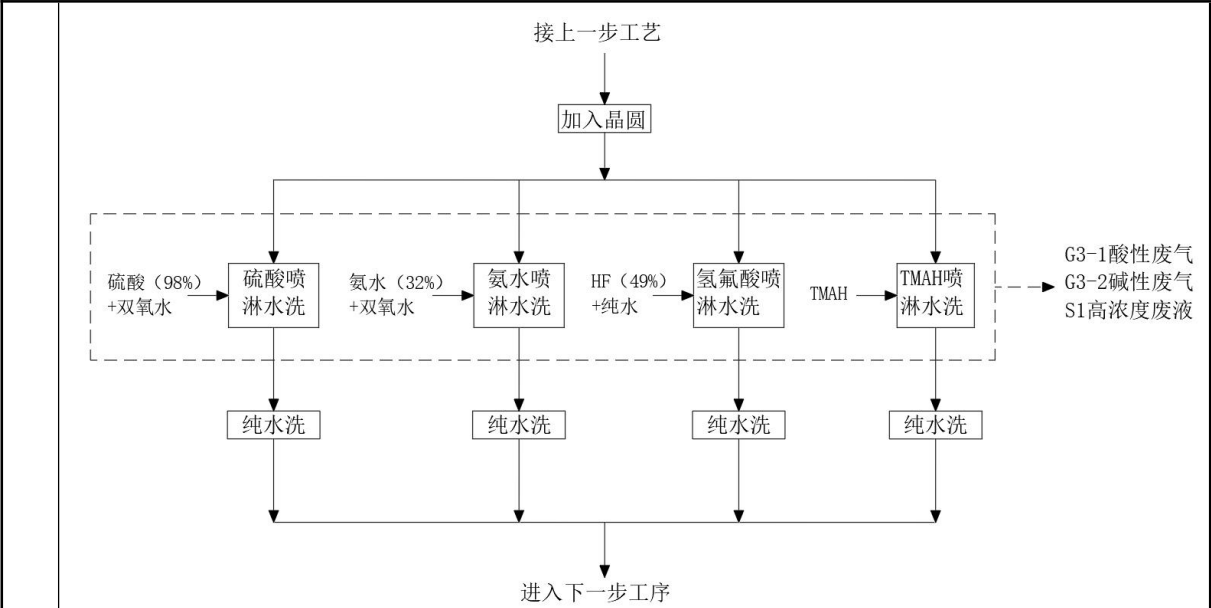 接上一步工艺
加入晶圆
硫酸（98%）
+双氧水
硫酸喷
淋水洗
氨水（32%）
+双氧水
氨水喷
淋水洗
HF（49%）
+纯水
氢氟酸喷
淋水洗
TMAH
TMAH喷
淋水洗
G3-1酸性废气
G3-2碱性废气
S1高浓度废液
纯水洗
纯水洗
纯水洗
纯水洗
进入下一步工序